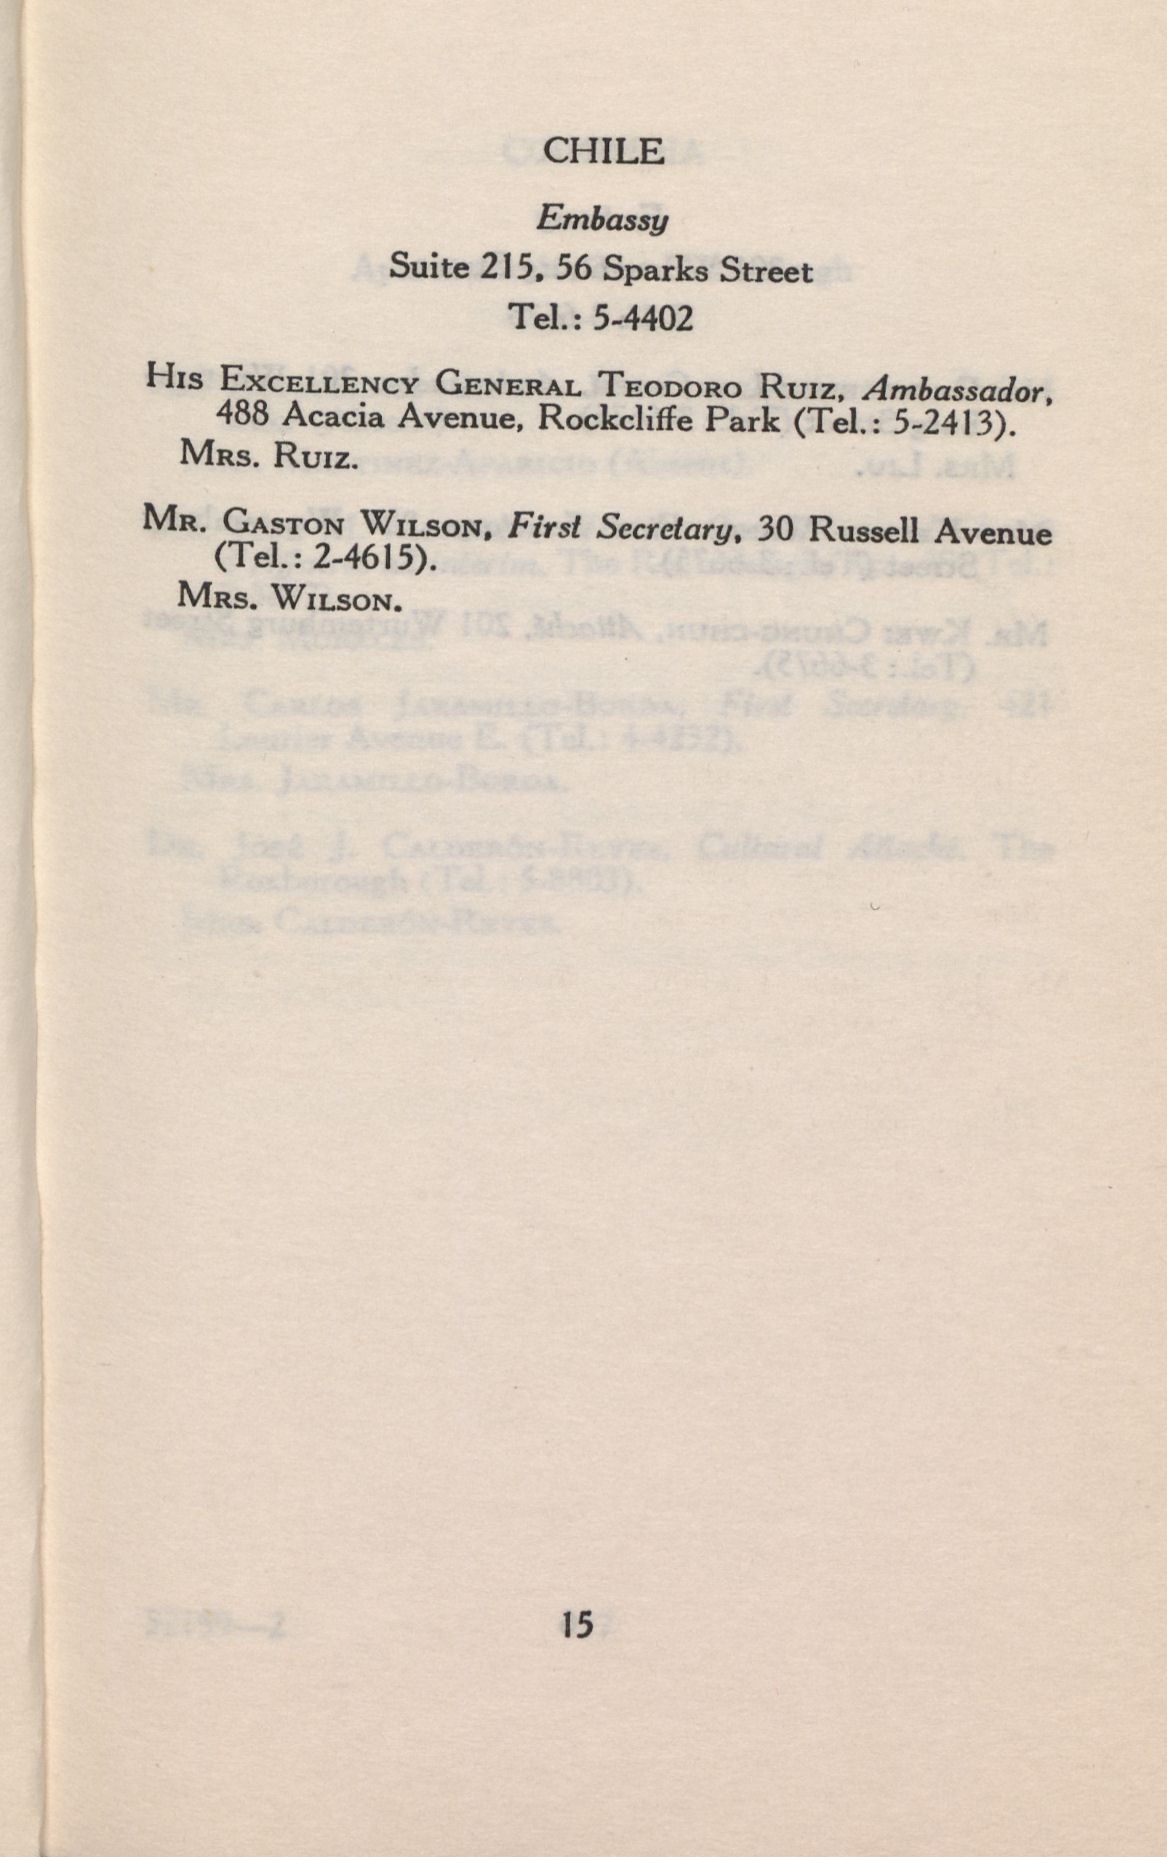 CHILE
Embassy
Suite 215, 56 Sparks Street
Tel.: 5-4402
HIS EXCELLENCY GENERAL TEODORO RUIZ, Ambassador,
488 Acacia Avenue, Rockcliffe Park (Tel.: 5-2413).
MRS. RUIZ.
MR. GASTON WILSON, First Secretary, 30 Russell Avenue
(Tel.: 2-4615).
MRS. WILSON.
15